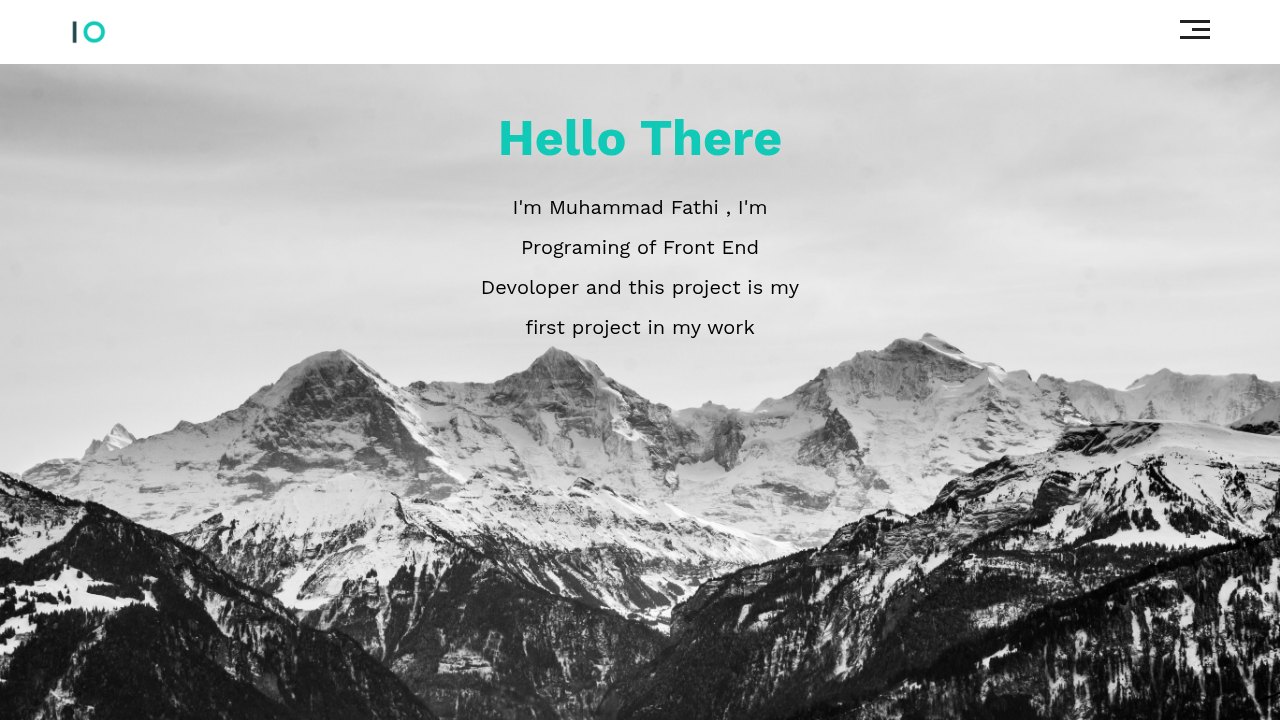 IO
Hello There
I'm Muhammad Fathi , I'm
Programing of Front End
Devoloper and this project is my
first project in my work